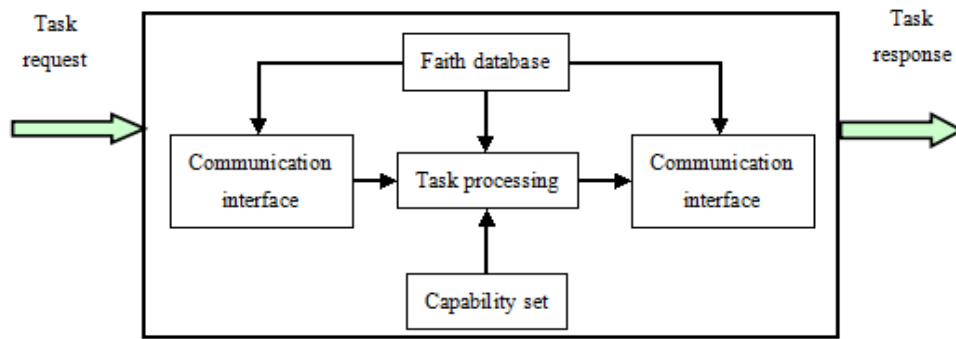 Task
request
Faith database
Task
response
Communication
interface
Task processing
Communication
interface
Capability set